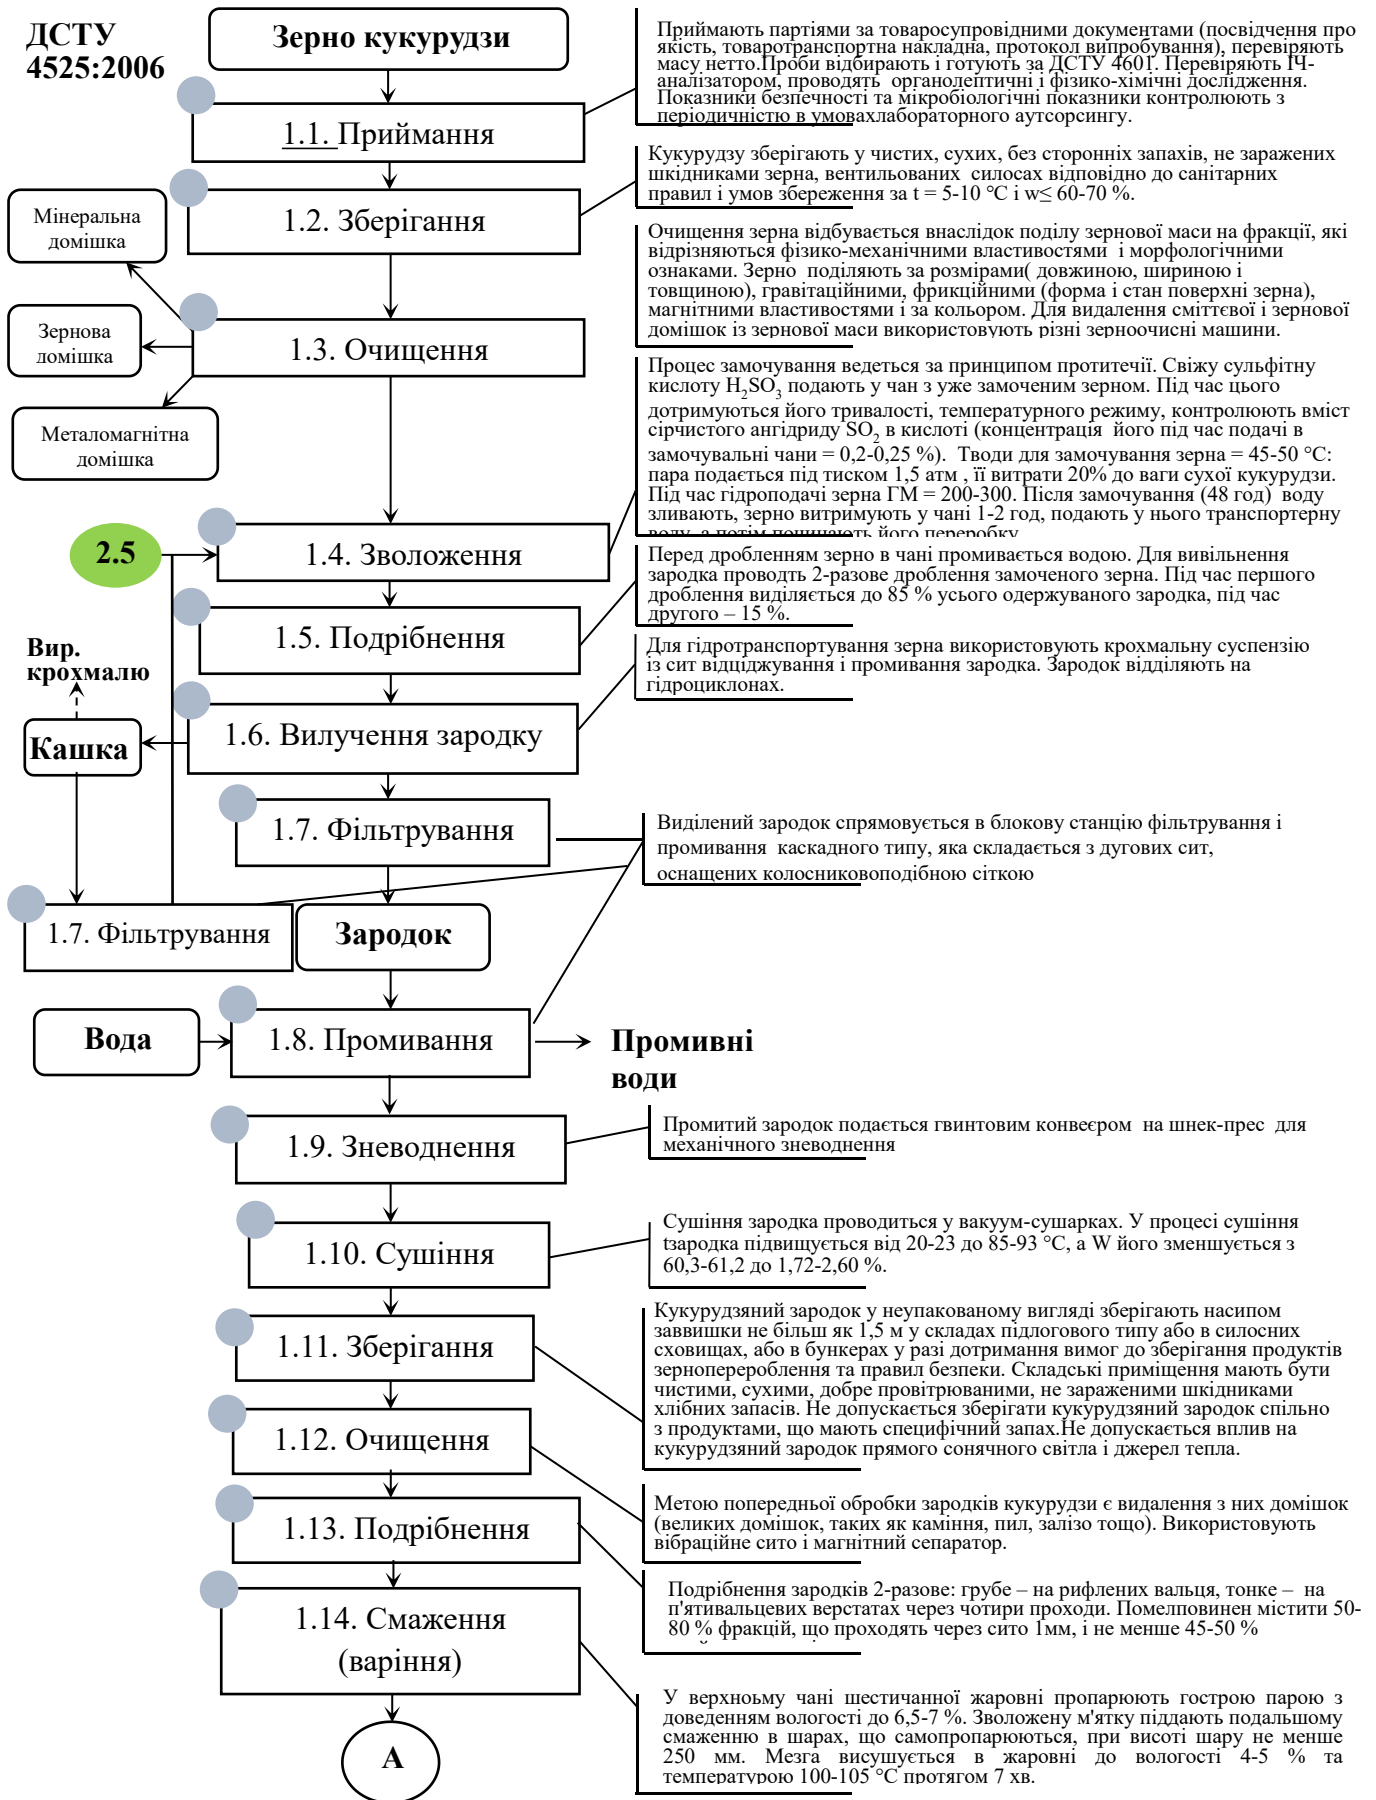 ДСТУ
4525:2006
Зерно кукурудзи
Приймають партіями за товаросупровідними документами (посвідчення про
якість, товаротранспортна накладна, протокол випробування), перевіряють
масу нетто.Проби відбирають і готують за ДСТУ 4601. Перевіряють ІЧ-
аналізатором, проводять органолептичні і фізико-хімічні дослідження.
Показники безпечності та мікробіологічні показники контролюють з
періодичністю в умовахлабораторного аутсорсингу.
1.1. Приймання
Кукурудзу зберігають у чистих, сухих, без сторонніх запахів, не заражених
шкідниками зерна, вентильованих силосах відповідно до санітарних
правил і умов збереження за t = 5-10 °С і w≤ 60-70 %.
1.2. Зберігання
Мінеральна
домішка
Очищення зерна відбувається внаслідок поділу зернової маси на фракції, які
відрізняються фізико-механічними властивостями і морфологічними
ознаками. Зерно поділяють за розмірами( довжиною, шириною і
товщиною), гравітаційними, фрикційними (форма і стан поверхні зерна),
магнітними властивостями і за кольором. Для видалення сміттєвої і зернової
домішок із зернової маси використовують різні зерноочисні машини.
Зернова
домішка
1.3. Очищення
Металомагнітна
домішка
Процес замочування ведеться за принципом протитечії. Свіжу сульфітну
кислоту H₂SO₃ подають у чан з уже замоченим зерном. Під час цього
дотримуються його тривалості, температурного режиму, контролюють вміст
сірчистого ангідриду SO₂ в кислоті (концентрація його під час подачі в
замочувальні чани = 0,2-0,25 %). Тводи для замочування зерна = 45-50 °С:
пара подається під тиском 1,5 атм , її витрати 20% до ваги сухої кукурудзи.
Під час гідроподачі зерна ГМ = 200-300. Після замочування (48 год) воду
зливають, зерно витримують у чані 1-2 год, подають у нього транспортерну
воду, а потім починають його переробку
2.5
1.4. Зволоження
Перед дробленням зерно в чані промивається водою. Для вивільнення
зародка проводть 2-разове дроблення замоченого зерна. Під час першого
дроблення виділяється до 85 % усього одержуваного зародка, під час
другого – 15 %.
1.5. Подрібнення
Вир.
крохмалю
Для гідротранспортування зерна використовують крохмальну суспензію
із сит відціджування і промивання зародка. Зародок відділяють на
гідроциклонах.
Кашка
1.6. Вилучення зародку
1.7. Фільтрування
Виділений зародок спрямовується в блокову станцію фільтрування і
промивання каскадного типу, яка складається з дугових сит,
оснащених колосниковоподібною сіткою
1.7. Фільтрування
Зародок
Вода
1.8. Промивання
Промивні
води
1.9. Зневоднення
Промитий зародок подається гвинтовим конвеєром на шнек-прес для
механічного зневоднення
1.10. Сушіння
Сушіння зародка проводиться у вакуум-сушарках. У процесі сушіння
tзародка підвищується від 20-23 до 85-93 °С, а W його зменшується з
60,3-61,2 до 1,72-2,60 %.
1.11. Зберігання
Кукурудзяний зародок у неупакованому вигляді зберігають насипом
заввишки не більш як 1,5 м у складах підлогового типу або в силосних
сховищах, або в бункерах у разі дотримання вимог до зберігання продуктів
зернопереробленняи та правил безпеки. Складські приміщення мають бути
чистими, сухими, добре провітрюваними, не зараженими шкідниками
хлібних запасів. Не допускається зберігати кукурудзяний зародок спільно
з продуктами, що мають специфічний запах.Не допускається вплив на
кукурудзяний зародок прямого сонячного світла і джерел тепла.
1.12. Очищення
Метою попередньої обробки зародків кукурудзи є видалення з них домішок
(великих домішок, таких як каміння, пил, залізо тощо). Використовують
вібраційне сито і магнітний сепаратор.
1.13. Подрібнення
Подрібнення зародків 2-разове: грубе – на рифлених вальця, тонке – на
п'ятивальцевих верстатах через чотири проходи. Помелповинен містити 50-
80 % фракцій, що проходять через сито 1мм, і не менше 45-50 %
1.14. Смаження
(варіння)
У верхньому чані шестичанної жаровні пропарюють гострою парою з
доведенням вологості до 6,5-7 %. Зволожену м'ятку піддають подальшому
смаженню в шарах, що самопропарюються, при висоті шару не менше
250 мм. Мезга висушується в жаровні до вологості 4-5 % та
температурою 100-105 °С протягом 7 хв.
А